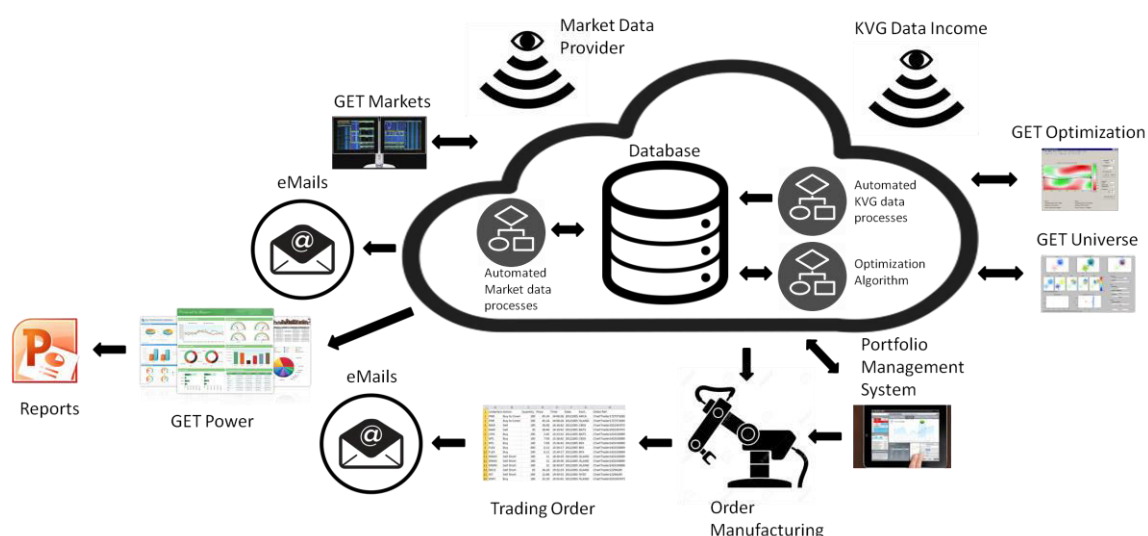 Market Data
Provider
KVG Data Income
GET Markets
GET Optimization
Database
eMails
Automated
KVG data
processes
@
GET Universe
Automated
Market data
processes
Optimization
Algorithm
Portfolio
Management
System
P
eMails
Reports
GET Power
@
Trading Order
Order
Manufacturing